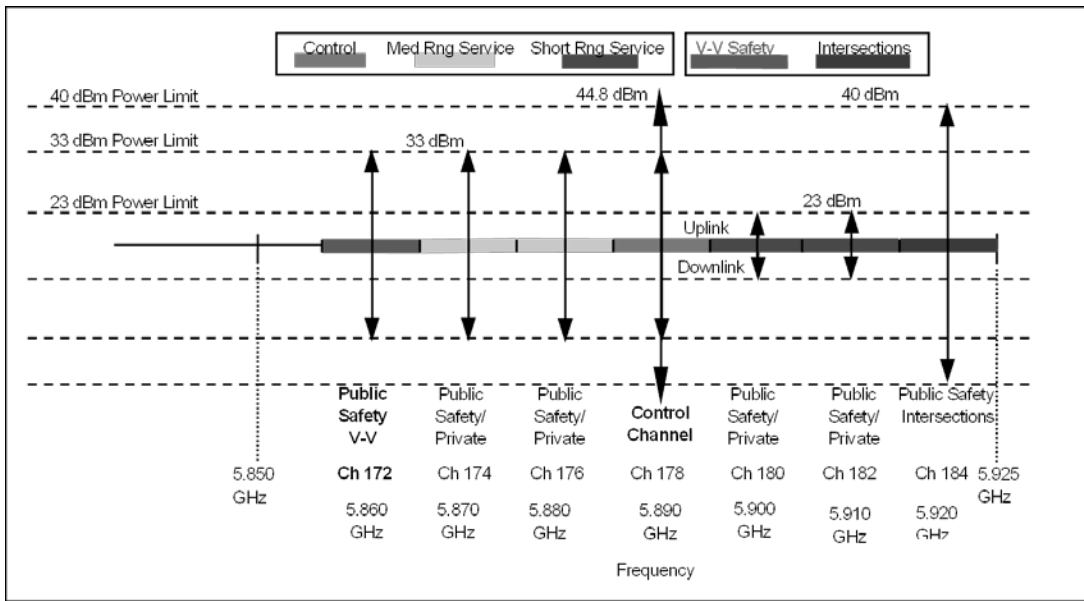 Control Med Rng Service Short Rng Service V-V Safety Intersections
40 dBm Power Limit 44.8 dBm 40 dBm
33 dBm Power Limit 33 dBm
23 dBm Power Limit 23 dBm
Uplink
Downlink
Public
Safety
V-V
Ch 172
5.860
GHz
Public
Safety/
Private
Ch 174
5.870
GHz
Public
Safety/
Private
Ch 176
5.880
GHz
Control
Channel
Ch 178
5.890
GHz
Public
Safety/
Private
Ch 180
5.900
GHz
Public
Safety/
Private
Ch 182
5.910
GHz
Public Safety
Intersections
Ch 184
5.920
GHz
5.850
GHz
5.925
GHz
Frequency